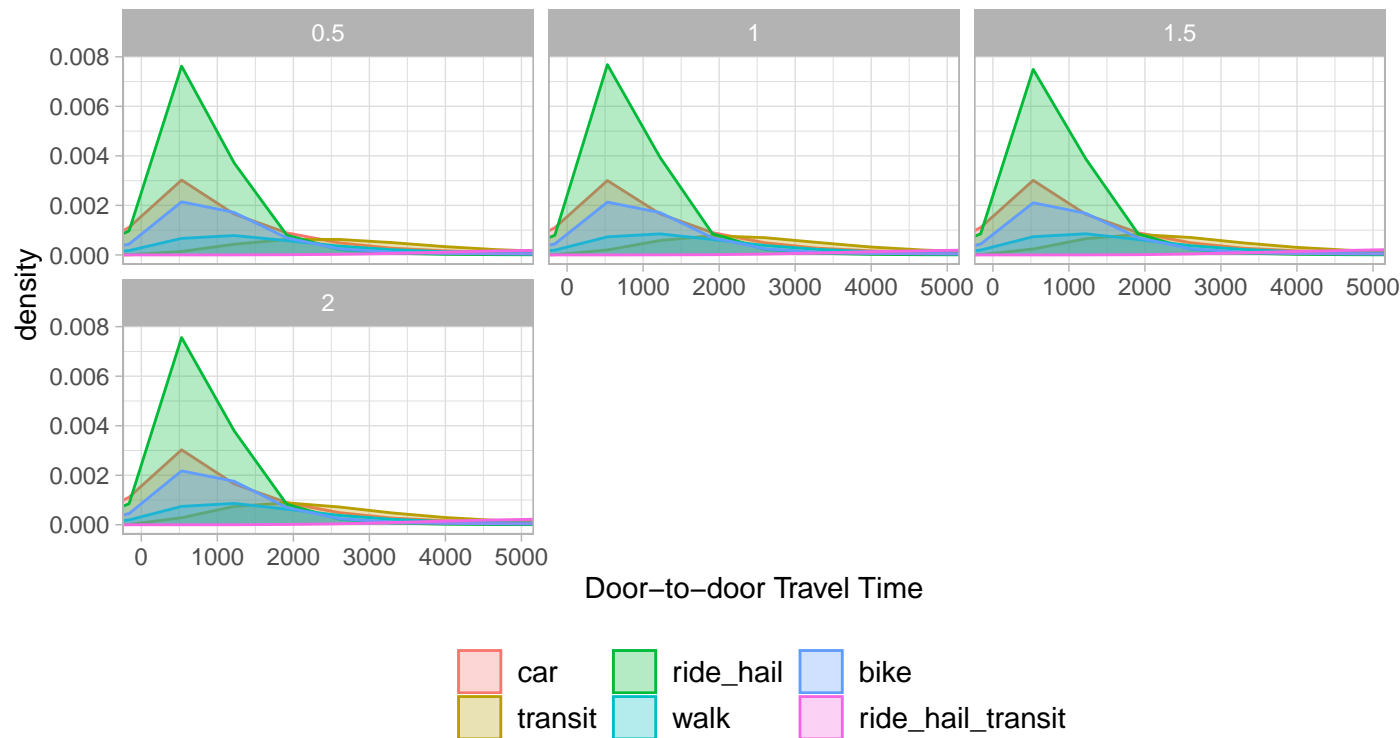 0.5
1
1.5
0.008
0.006
0.004
0.002
0.000
0 1000 2000 3000 4000 5000
0 1000 2000 3000 4000 5000
2
0.008
0.006
0.004
0.002
0.000
0 1000 2000 3000 4000 5000
density
Door−to−door Travel Time
car
ride_hail
bike
transit
walk
ride_hail_transit